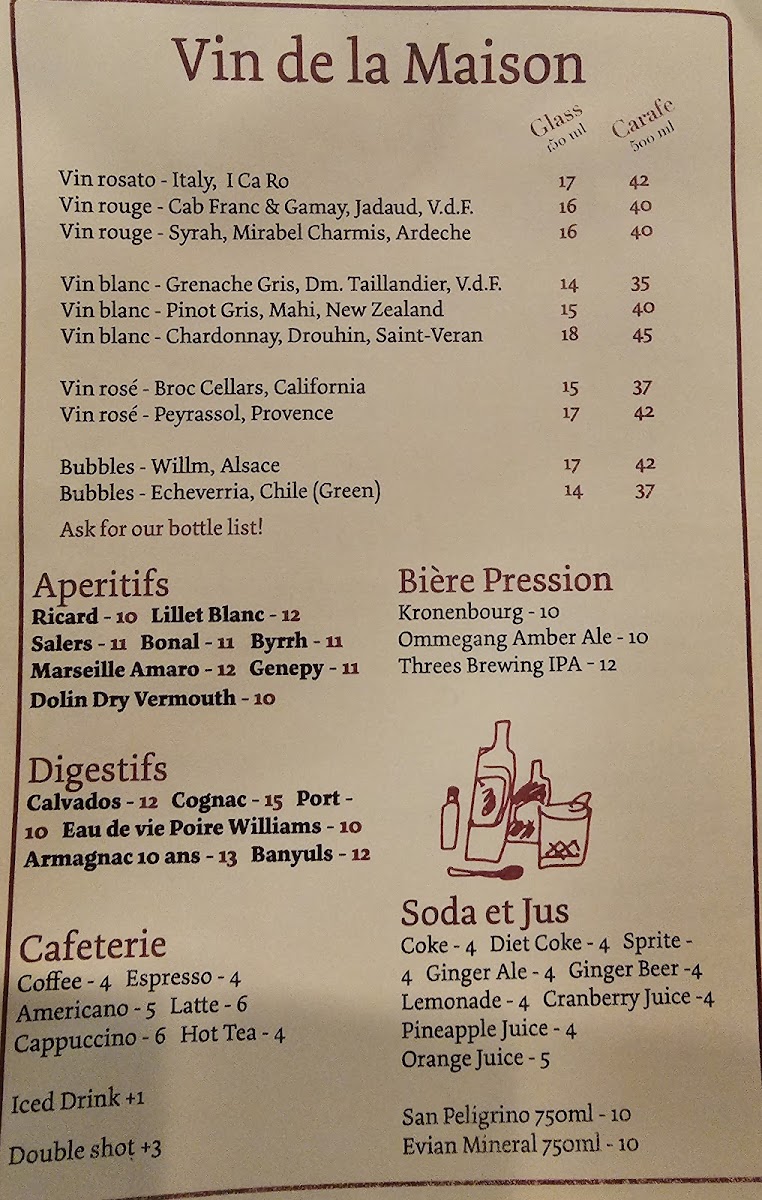 Vin de la Maison
Glass Carafe
150 ml 500 ml
Vin rosato - Italy, I Ca Ro 17 42
Vin rouge - Cab Franc & Gamay, Jadaud, V.d.F. 16 40
Vin rouge - Syrah, Mirabel Charmis, Ardeche 16 40
Vin blanc - Grenache Gris, Dm. Taillandier, V.d.F. 14 35
Vin blanc - Pinot Gris, Mahi, New Zealand 15 40
Vin blanc - Chardonnay, Drouhin, Saint-Veran 18 45
Vin rosé - Broc Cellars, California 15 37
Vin rosé - Peyrassol, Provence 17 42
Bubbles - Willm, Alsace 17 42
Bubbles - Echeverria, Chile (Green) 14 37
Ask for our bottle list!
Aperitifs
Ricard - 10 Lillet Blanc - 12
Salers - 11 Bonal - 11 Byrrh - 11
Marseille Amaro - 12 Genepy - 11
Dolin Dry Vermouth - 10
Bière Pression
Kronenbourg - 10
Ommegang Amber Ale - 10
Threes Brewing IPA - 12
Digestifs
Calvados - 12 Cognac - 15 Port -
10 Eau de vie Poire Williams - 10
Armagnac 10 ans - 13 Banyuls - 12
Cafeterie
Coffee - 4 Espresso - 4
Americano - 5 Latte - 6
Cappuccino - 6 Hot Tea - 4
Iced Drink +1
Double shot +3
Soda et Jus
Coke - 4 Diet Coke - 4 Sprite -
4 Ginger Ale - 4 Ginger Beer -4
Lemonade - 4 Cranberry Juice -4
Pineapple Juice - 4
Orange Juice - 5
San Peligrino 750ml - 10
Evian Mineral 750ml - 10